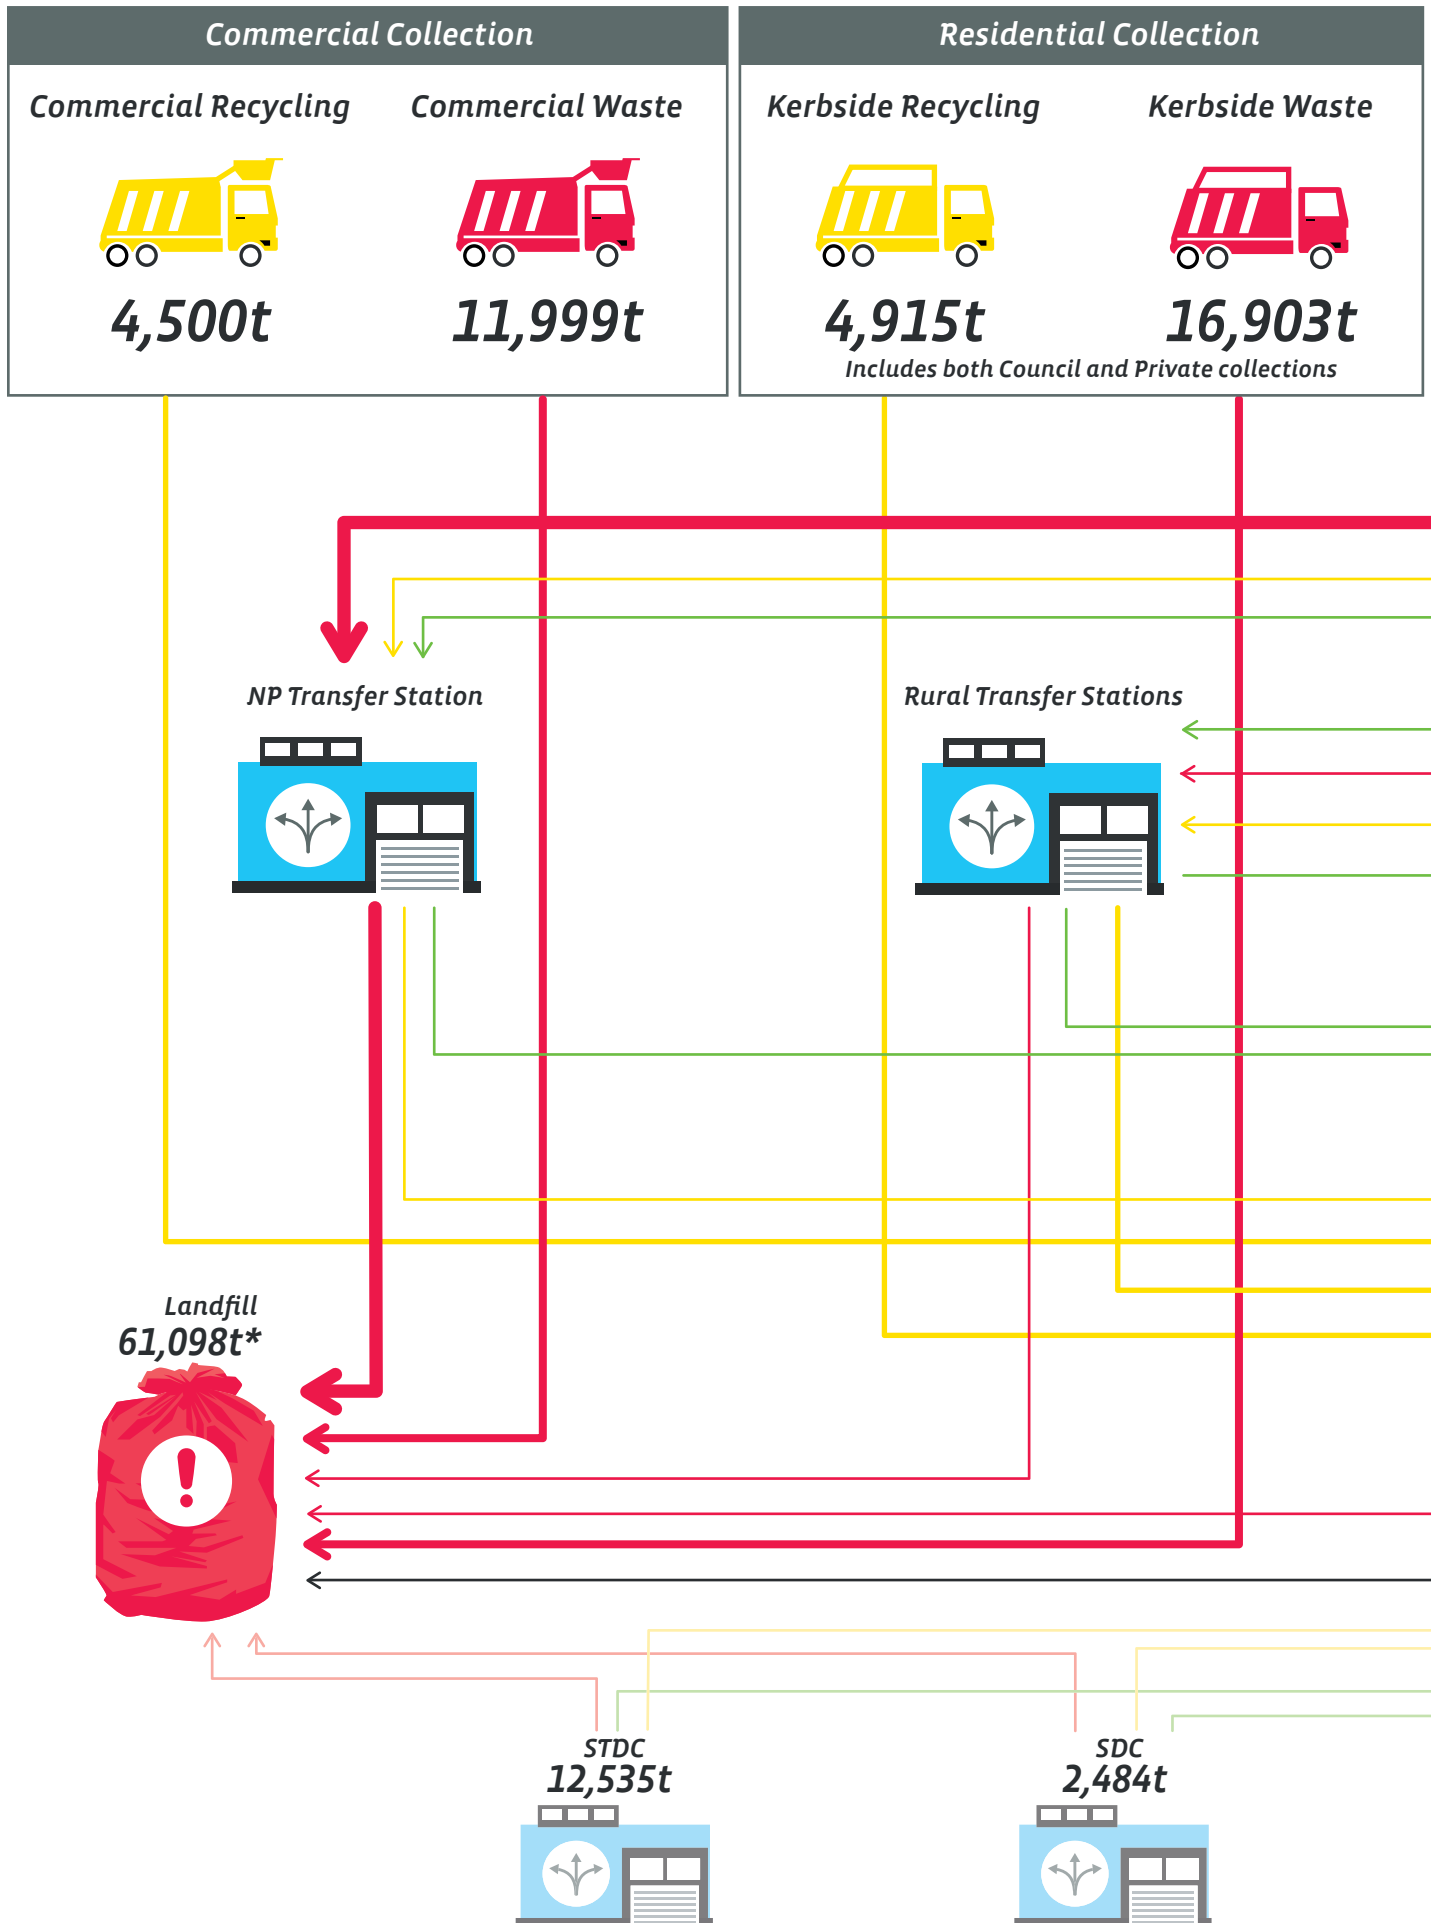 Commercial Collection
Commercial Recycling
Commercial Waste
4,500t
11,999t
Residential Collection
Kerbside Recycling
Kerbside Waste
4,915t
16,903t
Includes both Council and Private collections
NP Transfer Station
Rural Transfer Stations
Landfill
61,098t*
STDC
12,535t
SDC
2,484t